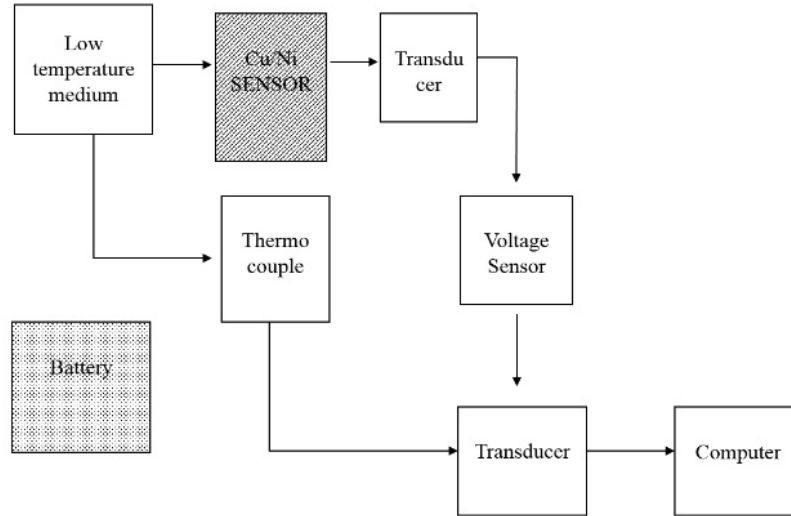 Low
temperature
medium
Cu/Ni
SENSOR
Transdu
cer
Thermo
couple
Voltage
Sensor
Battery
Transducer
Computer